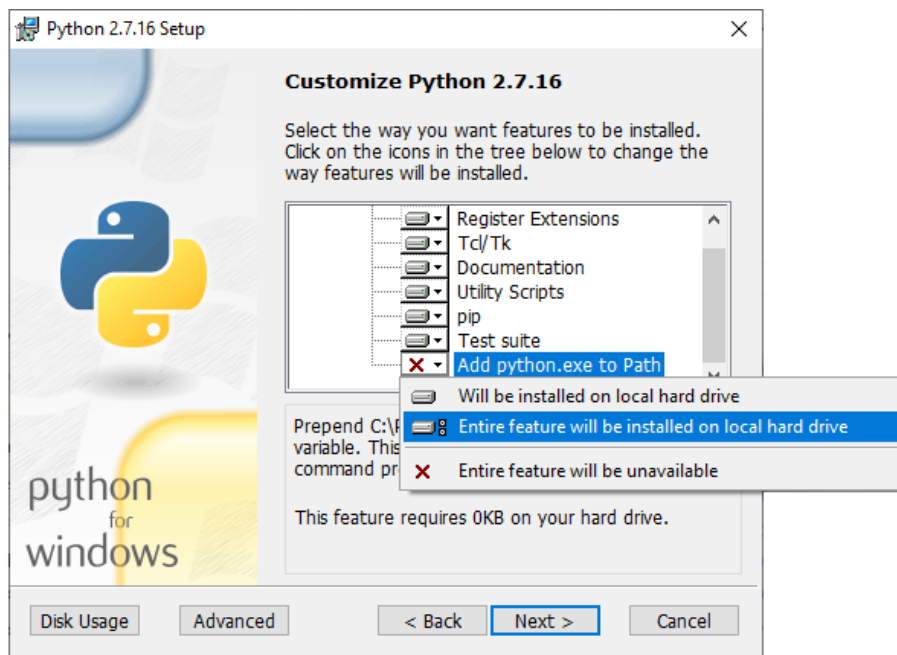 Python 2.7.16 Setup
Customize Python 2.7.16
Select the way you want features to be installed.
Click on the icons in the tree below to change the
way features will be installed.
Register Extensions
Tcl/Tk
Documentation
Utility Scripts
pip
Test suite
Add python.exe to Path
Will be installed on local hard drive
Entire feature will be installed on local hard drive
Entire feature will be unavailable
Prepend C:\
variable. This
command pr
This feature requires 0KB on your hard drive.
python
for
windows
Disk Usage
Advanced
< Back
Next >
Cancel